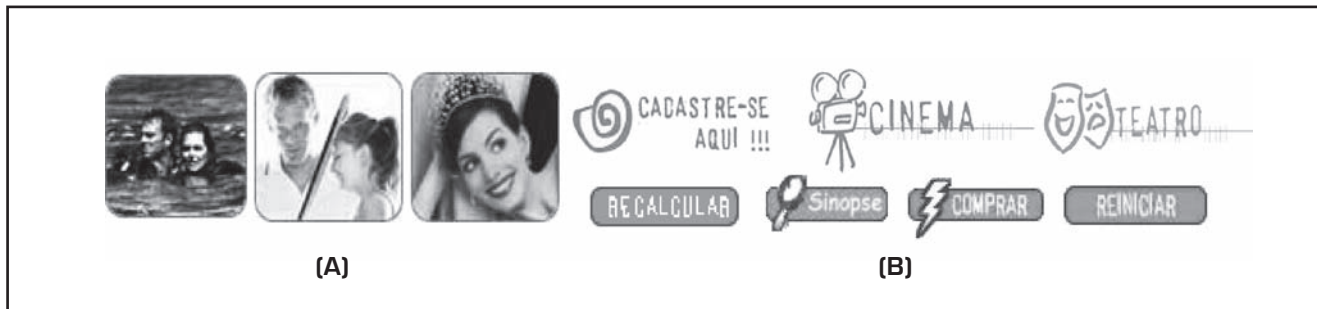 CADASTRE-SE
AQUI !!!
CINEMA
TEATRO
RECALCULAR
Sinopse
COMPRAR
REINICIAR
(A)
(B)